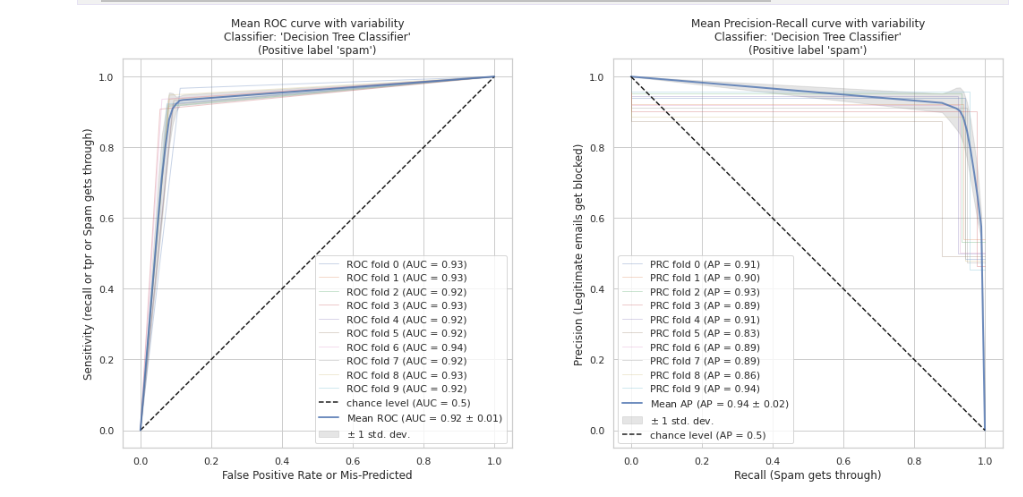 Mean ROC curve with variability
Classifier: 'Decision Tree Classifier'
(Positive label 'spam')
1.0
0.8
0.6
0.4
0.2
0.0
Sensitivity (recall or tpr or Spam gets through)
ROC fold 0 (AUC = 0.93)
ROC fold 1 (AUC = 0.93)
ROC fold 2 (AUC = 0.92)
ROC fold 3 (AUC = 0.93)
ROC fold 4 (AUC = 0.92)
ROC fold 5 (AUC = 0.92)
ROC fold 6 (AUC = 0.94)
ROC fold 7 (AUC = 0.92)
ROC fold 8 (AUC = 0.93)
ROC fold 9 (AUC = 0.92)
chance level (AUC = 0.5)
Mean ROC (AUC = 0.92 ± 0.01)
± 1 std. dev.
0.0 0.2 0.4 0.6 0.8 1.0
False Positive Rate or Mis-Predicted
Mean Precision-Recall curve with variability
Classifier: 'Decision Tree Classifier'
(Positive label 'spam')
1.0
0.8
0.6
0.4
0.2
0.0
Precision (Legitimate emails get blocked)
PRC fold 0 (AP = 0.91)
PRC fold 1 (AP = 0.90)
PRC fold 2 (AP = 0.93)
PRC fold 3 (AP = 0.89)
PRC fold 4 (AP = 0.91)
PRC fold 5 (AP = 0.83)
PRC fold 6 (AP = 0.89)
PRC fold 7 (AP = 0.89)
PRC fold 8 (AP = 0.86)
PRC fold 9 (AP = 0.94)
Mean AP (AP = 0.94 ± 0.02)
± 1 std. dev.
chance level (AP = 0.5)
0.0 0.2 0.4 0.6 0.8 1.0
Recall (Spam gets through)